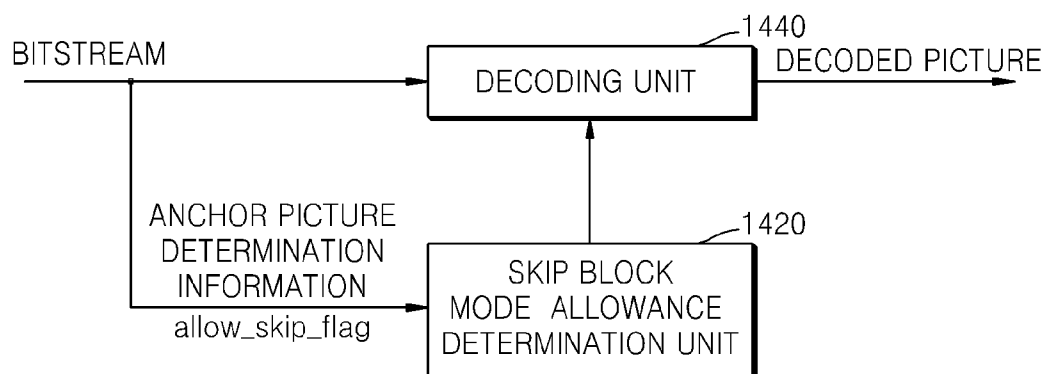 1440
BITSTREAM
DECODING UNIT
DECODED PICTURE
1420
ANCHOR PICTURE
DETERMINATION
INFORMATION
allow_skip_flag
SKIP BLOCK
MODE ALLOWANCE
DETERMINATION UNIT